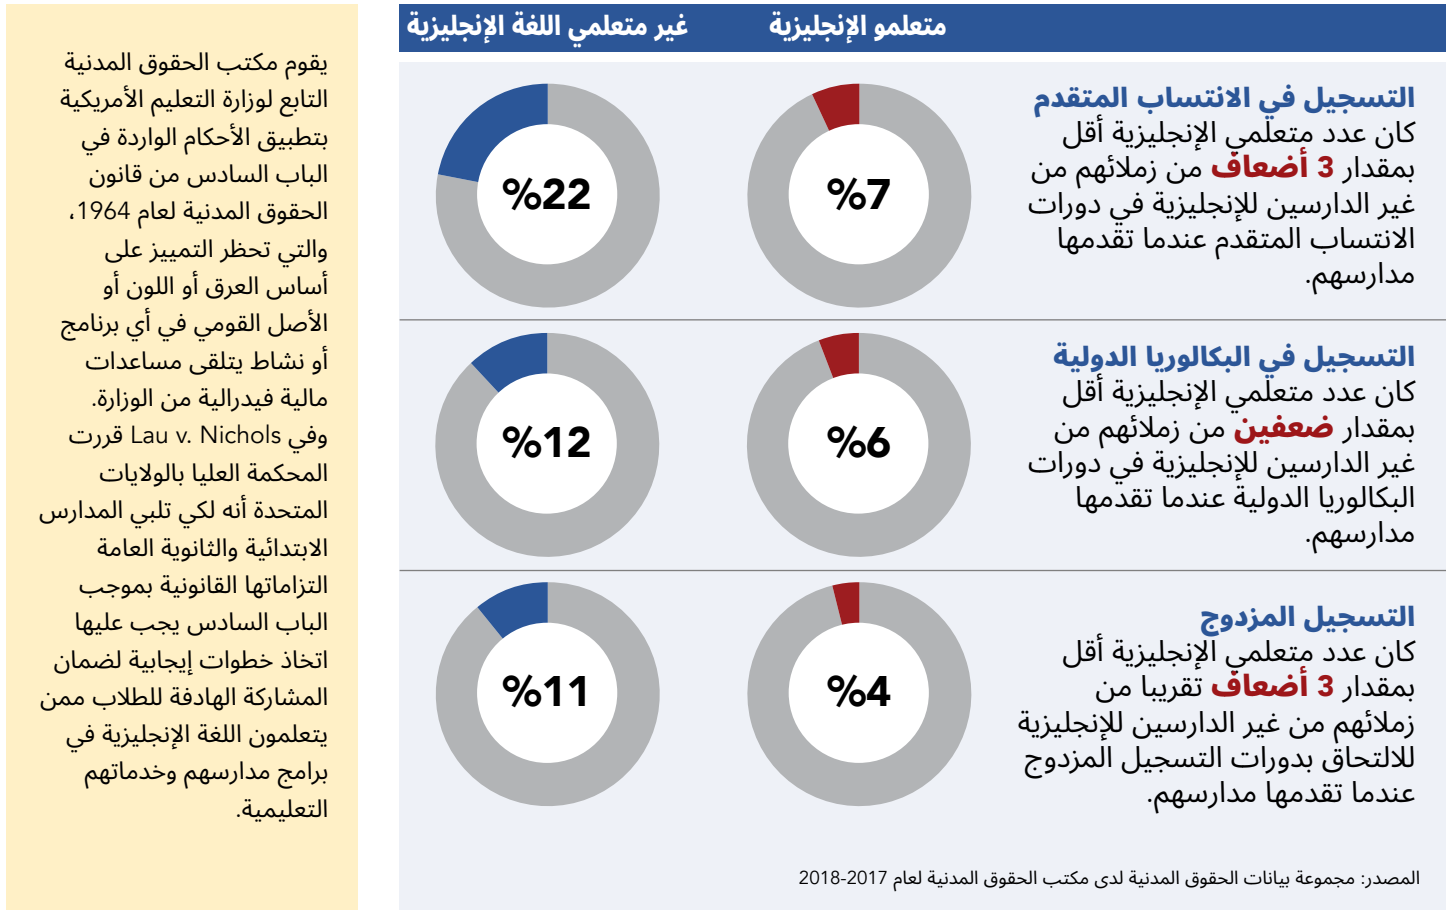 متعلمو الإنجليزية
غير متعلمي اللغة الإنجليزية
التسجيل في الانتساب المتقدم
كان عدد متعلمي الإنجليزية أقل
بمقدار 3 أضعاف من زملائهم من
غير الدارسين للإنجليزية في دورات
الانتساب المتقدم عندما تقدمها
مدارسهم.
%7
%22
التسجيل في البكالوريا الدولية
كان عدد متعلمي الإنجليزية أقل
بمقدار ضعفين من زملائهم من
غير الدارسين للإنجليزية في دورات
البكالوريا الدولية عندما تقدمها
مدارسهم.
%6
%12
التسجيل المزدوج
كان عدد متعلمي الإنجليزية أقل
بمقدار 3 أضعاف تقريبا من
زملائهم من غير الدارسين للإنجليزية
للالتحاق بدورات التسجيل المزدوج
عندما تقدمها مدارسهم.
%4
%11
المصدر: مجموعة بيانات الحقوق المدنية لدى مكتب الحقوق المدنية لعام 2017-2018
يقوم مكتب الحقوق المدنية
التابع لوزارة التعليم الأمريكية
بتطبيق الأحكام الواردة في
الباب السادس من قانون
الحقوق المدنية لعام 1964،
والتي تحظر التمييز على
أساس العرق أو اللون أو
الأصل القومي في أي برنامج
أو نشاط يتلقى مساعدات
مالية فيدرالية من الوزارة.
وفي Lau v. Nichols قررت
المحكمة العليا بالولايات
المتحدة أنه لكي تلبي المدارس
الابتدائية والثانوية العامة
التزاماتها القانونية بموجب
الباب السادس يجب عليها
اتخاذ خطوات إيجابية لضمان
المشاركة الهادفة للطلاب ممن
يتعلمون اللغة الإنجليزية في
برامج مدارسهم وخدماتهم
التعليمية.